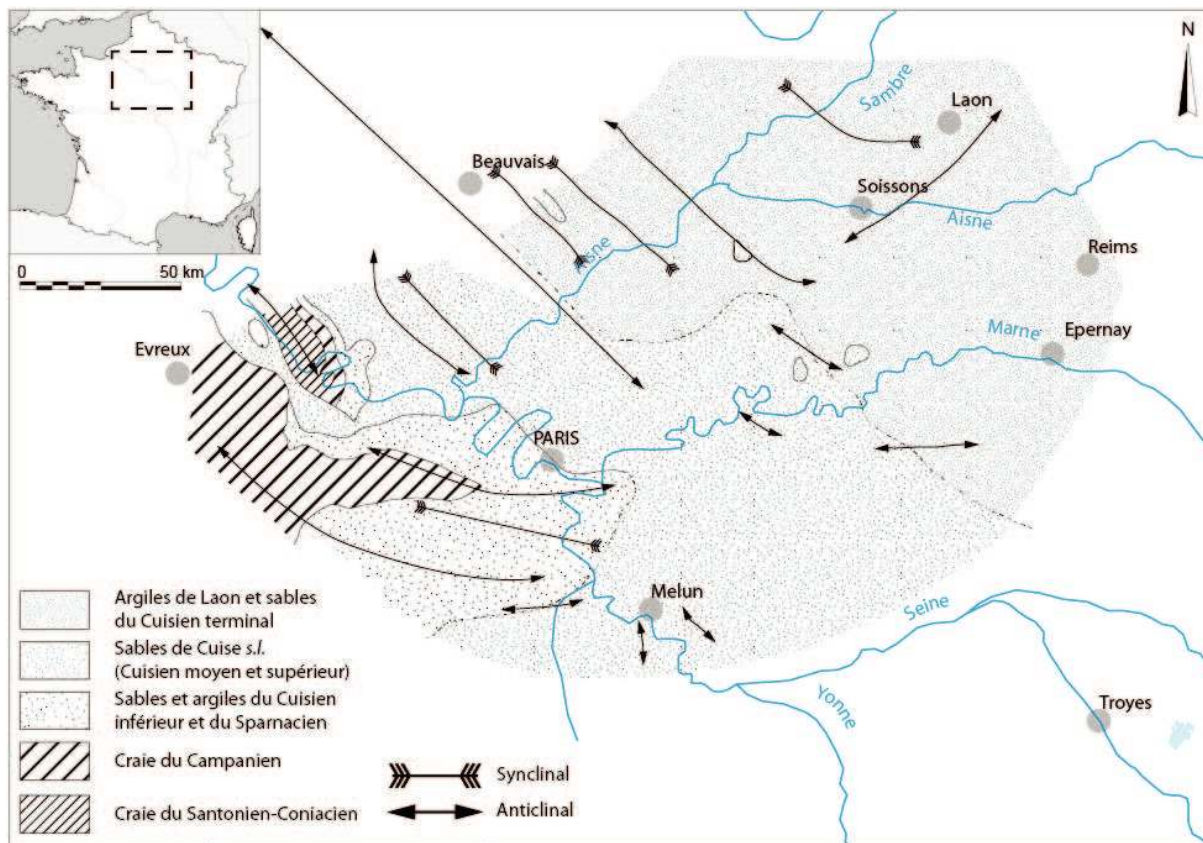 N
Sambre
Laon
Beauvais
Soissons
Aisne
Aisne
Reims
0 50 km
Marne
Epernay
Evreux
PARIS
Melun
Seine
Yonne
Troyes
Argiles de Laon et sables
du Cuisien terminal
Sables de Cuise s.l.
(Cuisien moyen et supérieur)
Sables et argiles du Cuisien
inférieur et du Sparnacien
Craie du Campanien
Craie du Santonien-Coniacien
Synclinal
Anticlinal